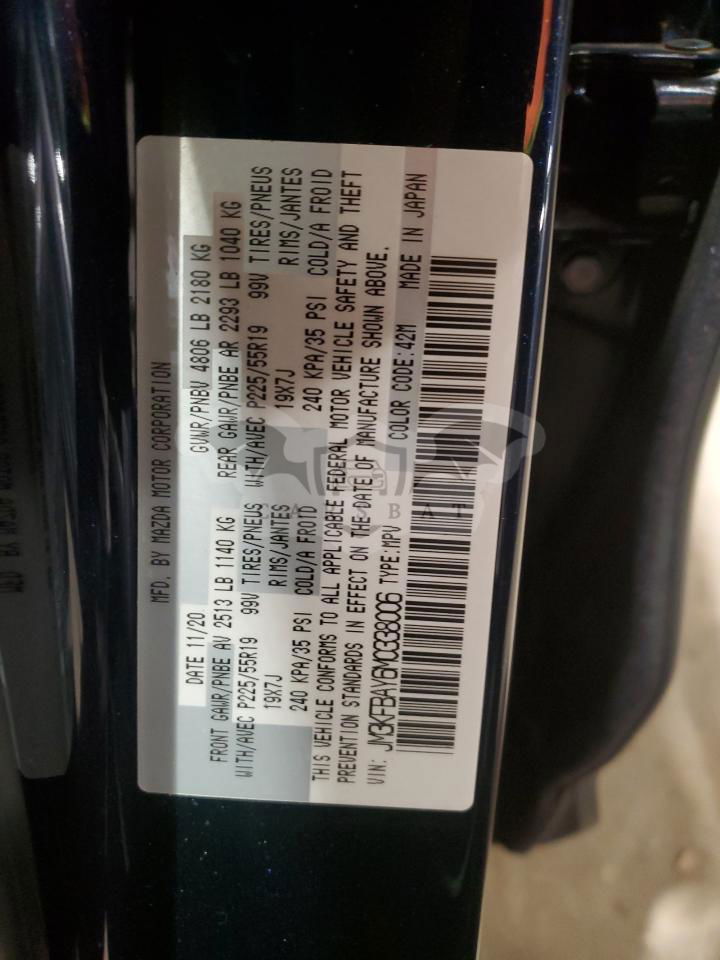 MFD. BY MAZDA MOTOR CORPORATION
DATE 11/20 GVWR/PNBV 4806 LB 2180 KG
FRONT GAWR/PNBE AV 2513 LB 1140 KG REAR GAWR/PNBE AR 2293 LB 1040 KG
WITH/AVEC P225/55R19 99V TIRES/PNEUS WITH/AVEC P225/55R19 99V TIRES/PNEUS
19X7J RIMS/JANTES 19X7J RIMS/JANTES
240 KPA/35 PSI COLD/A FROID 240 KPA/35 PSI COLD/A FROID
THIS VEHICLE CONFORMS TO ALL APPLICABLE FEDERAL MOTOR VEHICLE SAFETY AND THEFT
PREVENTION STANDARDS IN EFFECT ON THE DATE OF MANUFACTURE SHOWN ABOVE.
VIN: JM3KFBAY6M0338006 TYPE:MPV COLOR CODE:42M MADE IN JAPAN